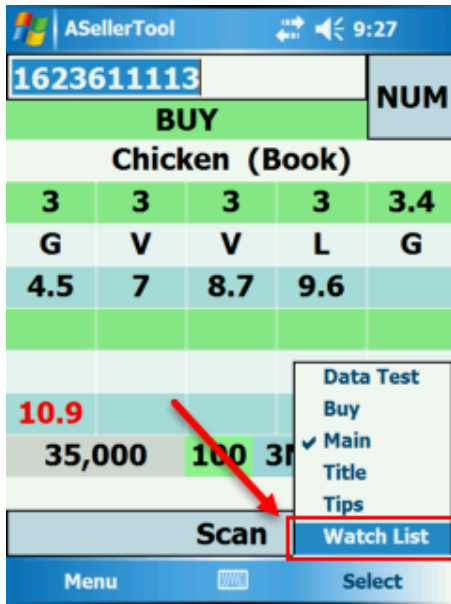 ASellerTool 9:27
1623611113
NUM
BUY
Chicken (Book)
3 3 3 3 3.4
G V V L G
4.5 7 8.7 9.6
10.9
35,000 100
Data Test
Buy
Main
Title
Tips
Watch List
Scan
Menu Select